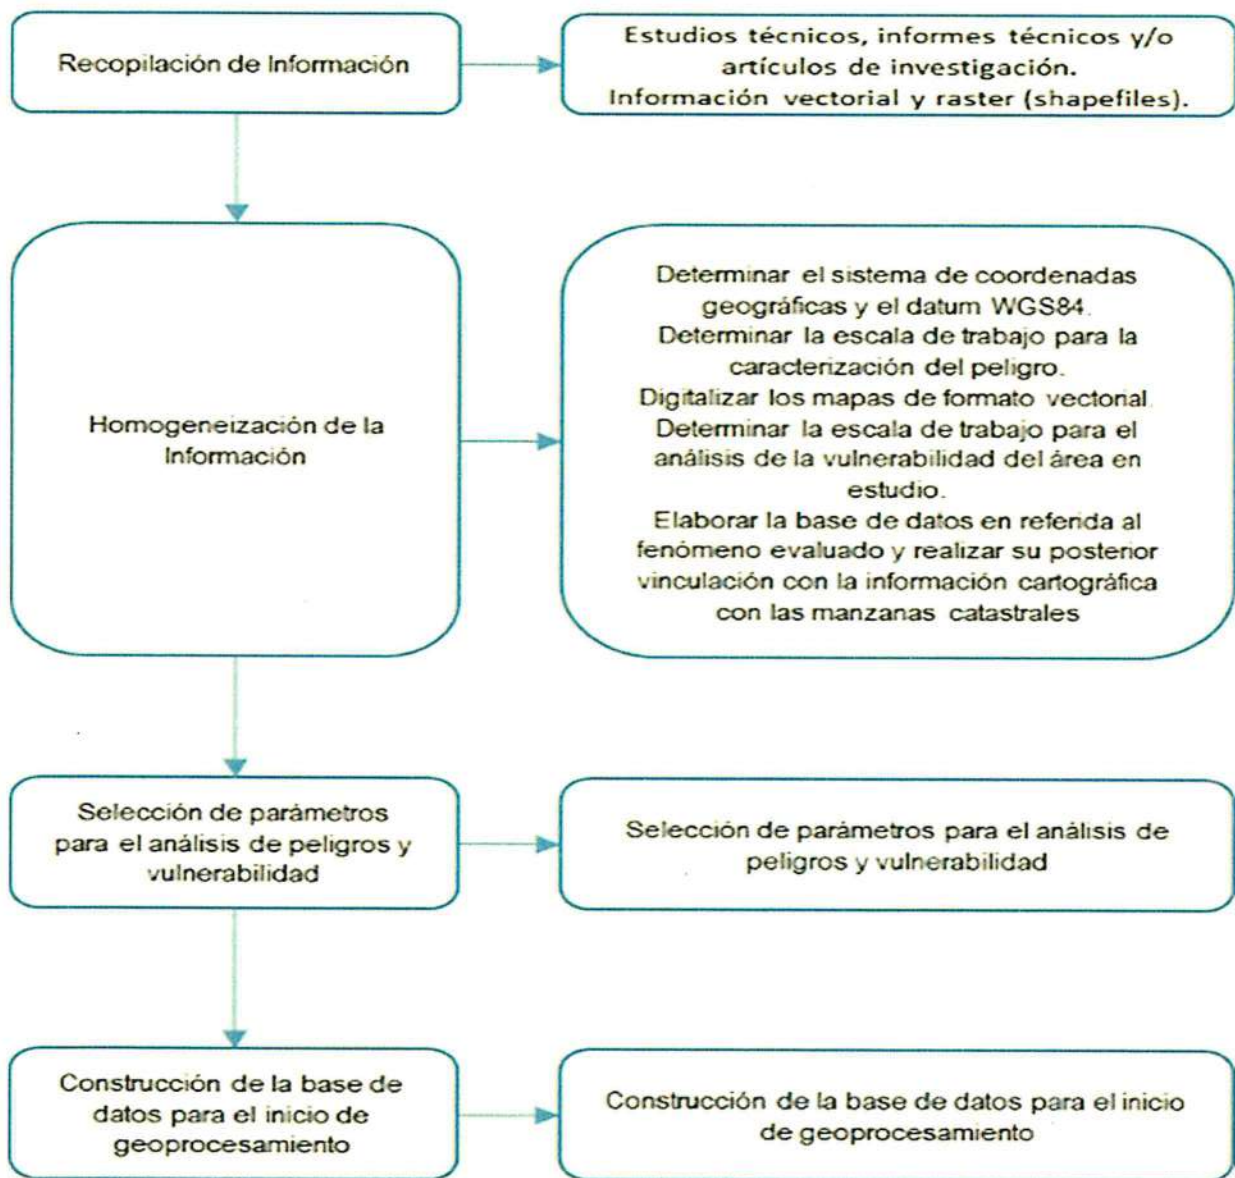 Recopilación de Información
Estudios técnicos, informes técnicos y/o
artículos de investigación.
Información vectorial y raster (shapefiles).
Homogeneización de la
Información
Determinar el sistema de coordenadas
geográficas y el datum WGS84.
Determinar la escala de trabajo para la
caracterización del peligro.
Digitalizar los mapas de formato vectorial.
Determinar la escala de trabajo para el
análisis de la vulnerabilidad del área en
estudio.
Elaborar la base de datos en referida al
fenómeno evaluado y realizar su posterior
vinculación con la información cartográfica
con las manzanas catastrales
Selección de parámetros
para el análisis de peligros y
vulnerabilidad
Selección de parámetros para el análisis de
peligros y vulnerabilidad
Construcción de la base de
datos para el inicio de
geoprocesamiento
Construcción de la base de datos para el inicio
de geoprocesamiento